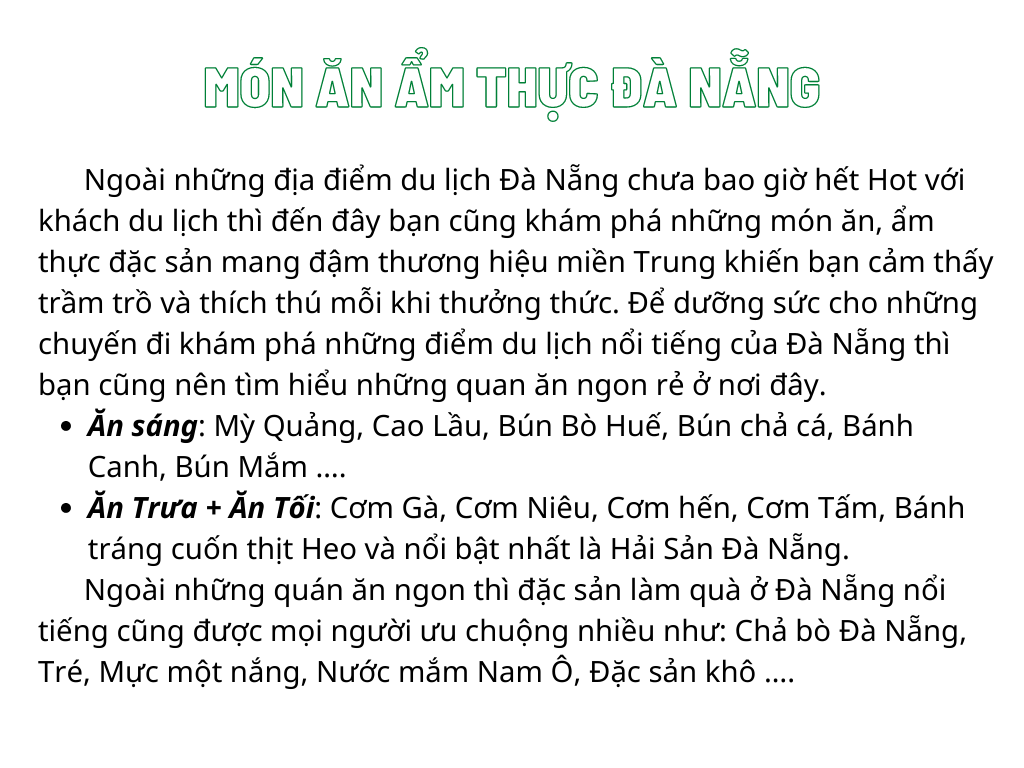 MÓN ĂN ẨM THỰC ĐÀ NẴNG
Ngoài những địa điểm du lịch Đà Nẵng chưa bao giờ hết Hot với
khách du lịch thì đến đây bạn cũng khám phá những món ăn, ẩm
thực đặc sản mang đậm thương hiệu miền Trung khiến bạn cảm thấy
trầm trồ và thích thú mỗi khi thưởng thức. Để dưỡng sức cho những
chuyến đi khám phá những điểm du lịch nổi tiếng của Đà Nẵng thì
bạn cũng nên tìm hiểu những quan ăn ngon rẻ ở nơi đây.
• Ăn sáng: Mỳ Quảng, Cao Lầu, Bún Bò Huế, Bún chả cá, Bánh
Canh, Bún Mắm ....
• Ăn Trưa + Ăn Tối: Cơm Gà, Cơm Niêu, Cơm hến, Cơm Tấm, Bánh
tráng cuốn thịt Heo và nổi bật nhất là Hải Sản Đà Nẵng.
Ngoài những quán ăn ngon thì đặc sản làm quà ở Đà Nẵng nổi
tiếng cũng được mọi người ưu chuộng nhiều như: Chả bò Đà Nẵng,
Tré, Mực một nắng, Nước mắm Nam Ô, Đặc sản khô ....